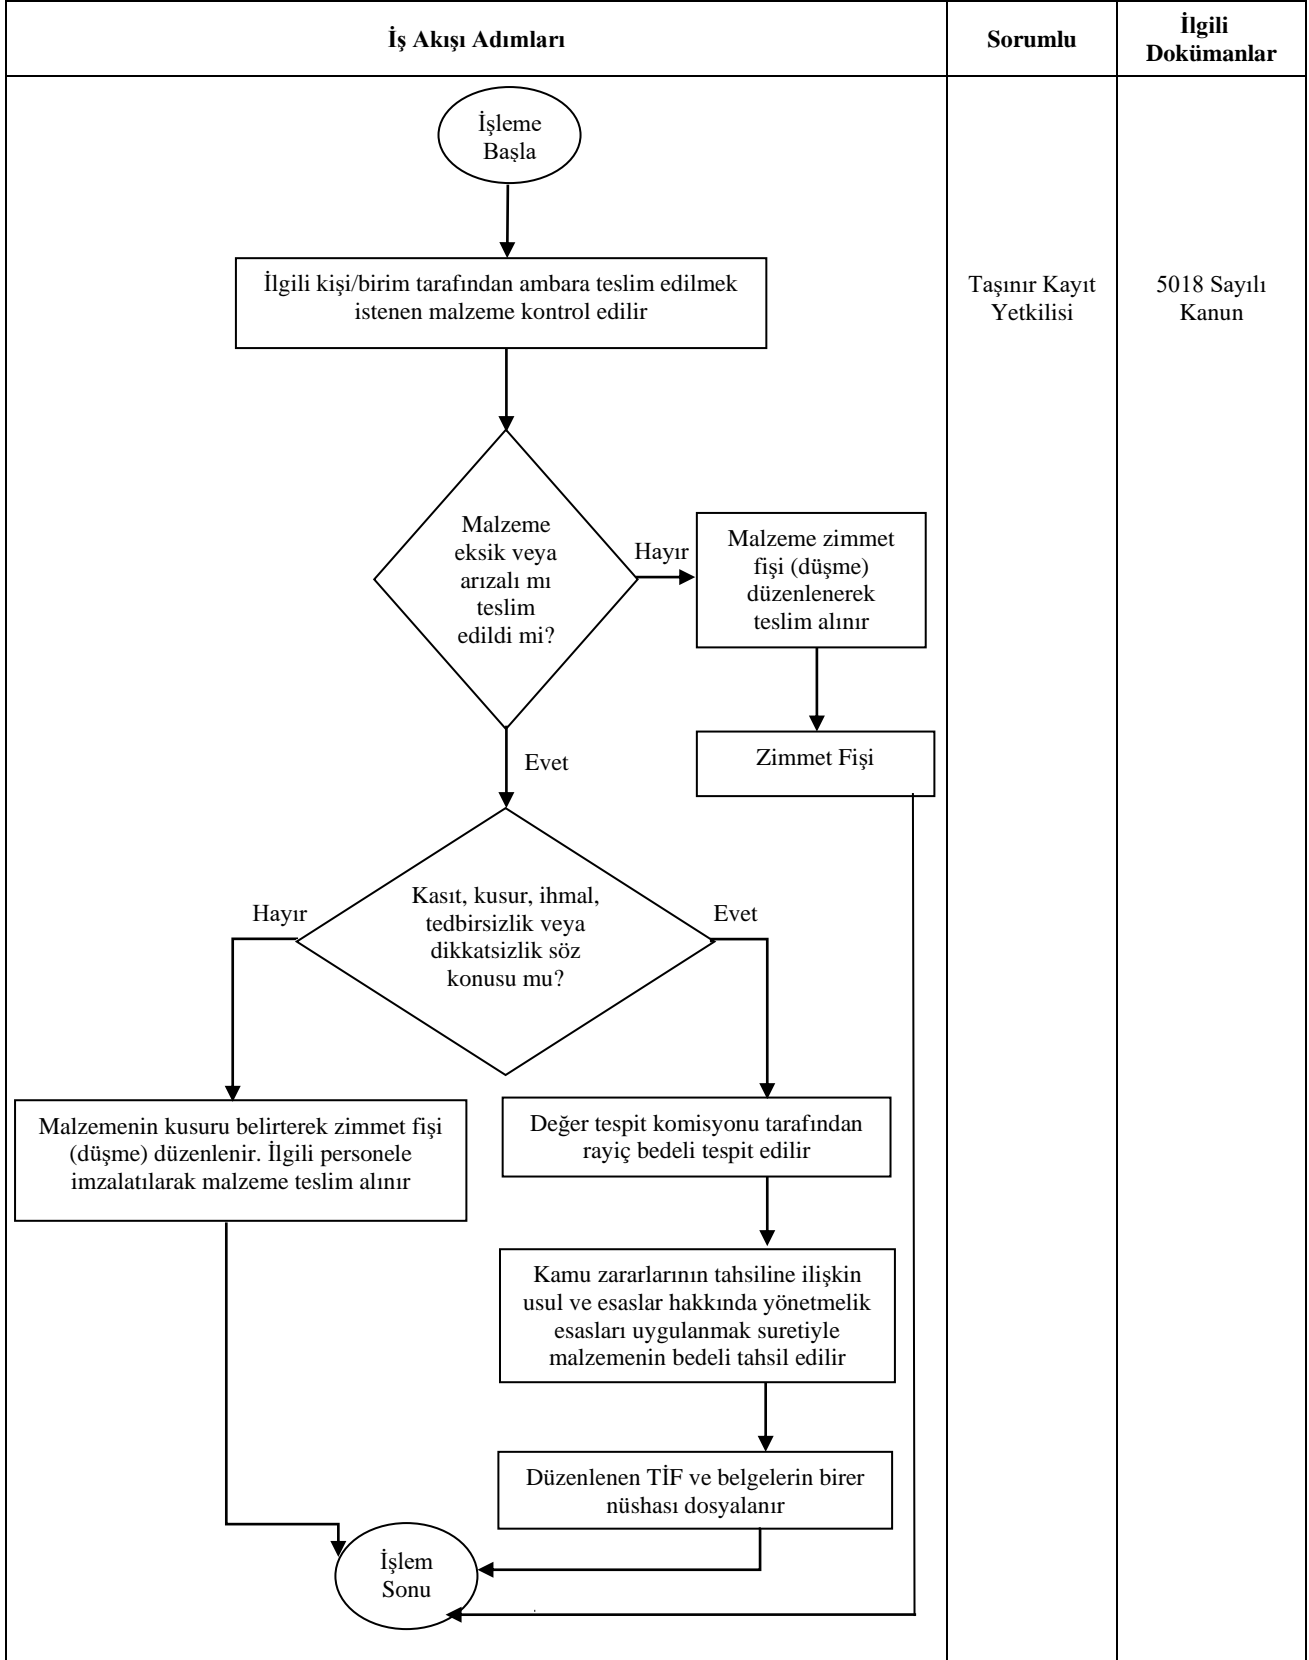 İş Akışı Adımları
Sorumlu
İlgili
Dokümanlar
İşleme
Başla
İlgili kişi/birim tarafından ambara teslim edilmek
istenen malzeme kontrol edilir
Taşınır Kayıt
Yetkilisi
5018 Sayılı
Kanun
Malzeme
eksik veya
arızalı mı
teslim
edildi mi?
Hayır
Malzeme zimmet
fişi (düşme)
düzenlenerek
teslim alınır
Zimmet Fişi
Evet
Kasıt, kusur, ihmal,
tedbirsizlik veya
dikkatsizlik söz
konusu mu?
Hayır
Evet
Malzemenin kusuru belirterek zimmet fişi
(düşme) düzenlenir. İlgili personele
imzalatılarak malzeme teslim alınır
Değer tespit komisyonu tarafından
rayiç bedeli tespit edilir
Kamu zararlarının tahsiline ilişkin
usul ve esaslar hakkında yönetmelik
esasları uygulanmak suretiyle
malzemenin bedeli tahsil edilir
Düzenlenen TİF ve belgelerin birer
nüshası dosyalanır
İşlem
Sonu